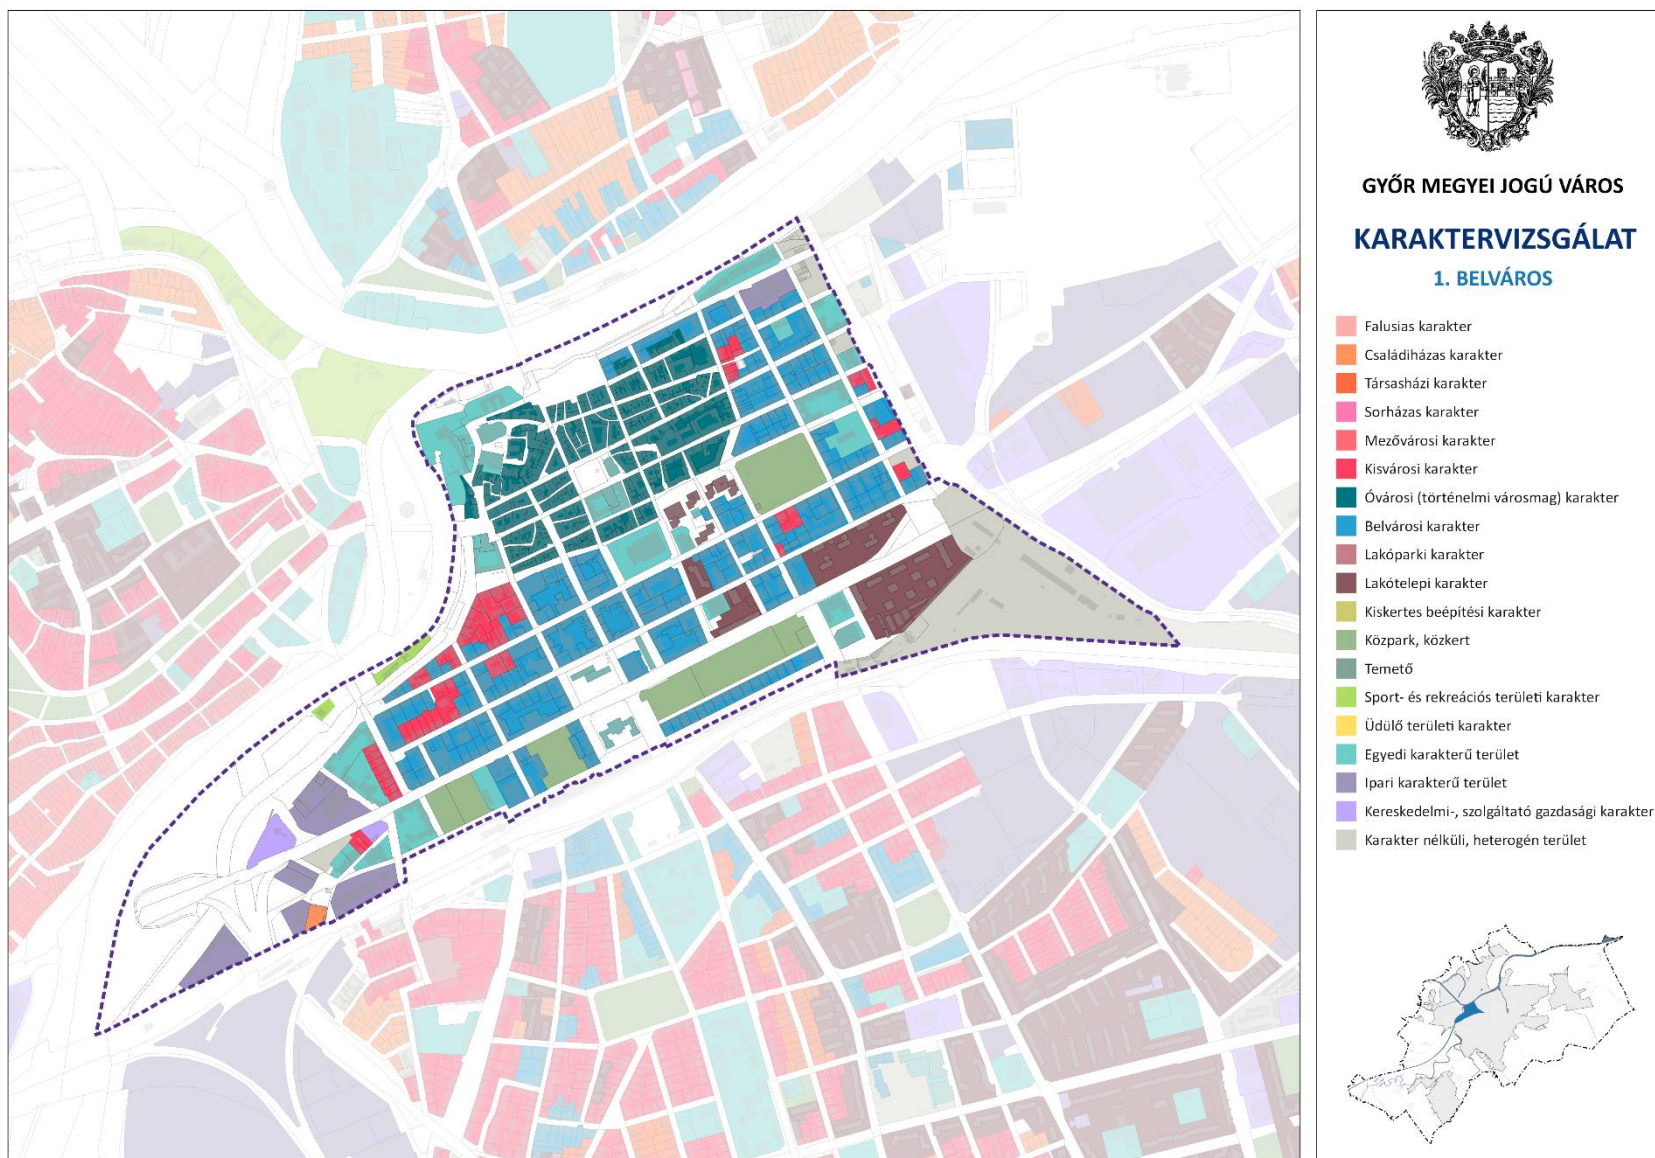 GYŐR MEGYEI JOGÚ VÁROS
KARAKTERVIZSGÁLAT
1. BELVÁROS
Falusias karakter
Családiházas karakter
Társasházi karakter
Sorházas karakter
Mezővárosi karakter
Kisvárosi karakter
Óvárosi (történelmi városmag) karakter
Belvárosi karakter
Lakóparki karakter
Lakótelepi karakter
Kiskertes beépítési karakter
Közpark, közkert
Temető
Sport- és rekreációs területi karakter
Üdülő területi karakter
Egyedi karakterű terület
Ipari karakterű terület
Kereskedelmi-, szolgáltató gazdasági karakter
Karakter nélküli, heterogén terület